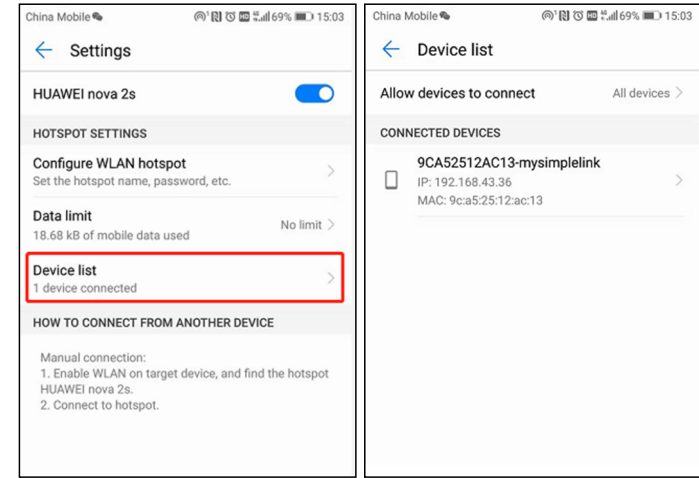 China Mobile 69% 15:03
Settings
HUAWEI nova 2s
HOTSPOT SETTINGS
Configure WLAN hotspot
Set the hotspot name, password, etc.
Data limit
18.68 kB of mobile data used
No limit
Device list
1 device connected
HOW TO CONNECT FROM ANOTHER DEVICE
Manual connection:
1. Enable WLAN on target device, and find the hotspot
HUAWEI nova 2s.
2. Connect to hotspot.
China Mobile 69% 15:03
Device list
Allow devices to connect All devices
CONNECTED DEVICES
9CA52512AC13-mysimplelink
IP: 192.168.43.36
MAC: 9c:a5:25:12:ac:13